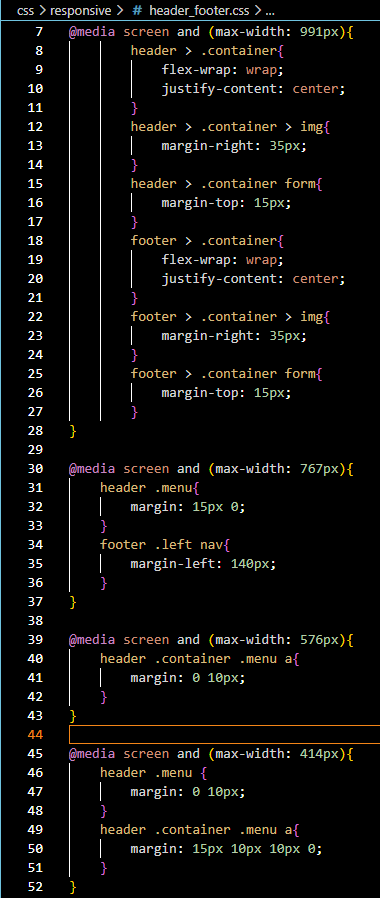 css > responsive > # header_footer.css > ...
7 @media screen and (max-width: 991px){
8 header > .container{
9 flex-wrap: wrap;
10 justify-content: center;
11 }
12 header > .container > img{
13 margin-right: 35px;
14 }
15 header > .container form{
16 margin-top: 15px;
17 }
18 footer > .container{
19 flex-wrap: wrap;
20 justify-content: center;
21 }
22 footer > .container > img{
23 margin-right: 35px;
24 }
25 footer > .container form{
26 margin-top: 15px;
27 }
28 }
29
30 @media screen and (max-width: 767px){
31 header .menu{
32 margin: 15px 0;
33 }
34 footer .left nav{
35 margin-left: 140px;
36 }
37 }
38
39 @media screen and (max-width: 576px){
40 header .container .menu a{
41 margin: 0 10px;
42 }
43 }
44
45 @media screen and (max-width: 414px){
46 header .menu {
47 margin: 0 10px;
48 }
49 header .container .menu a{
50 margin: 15px 10px 10px 0;
51 }
52 }